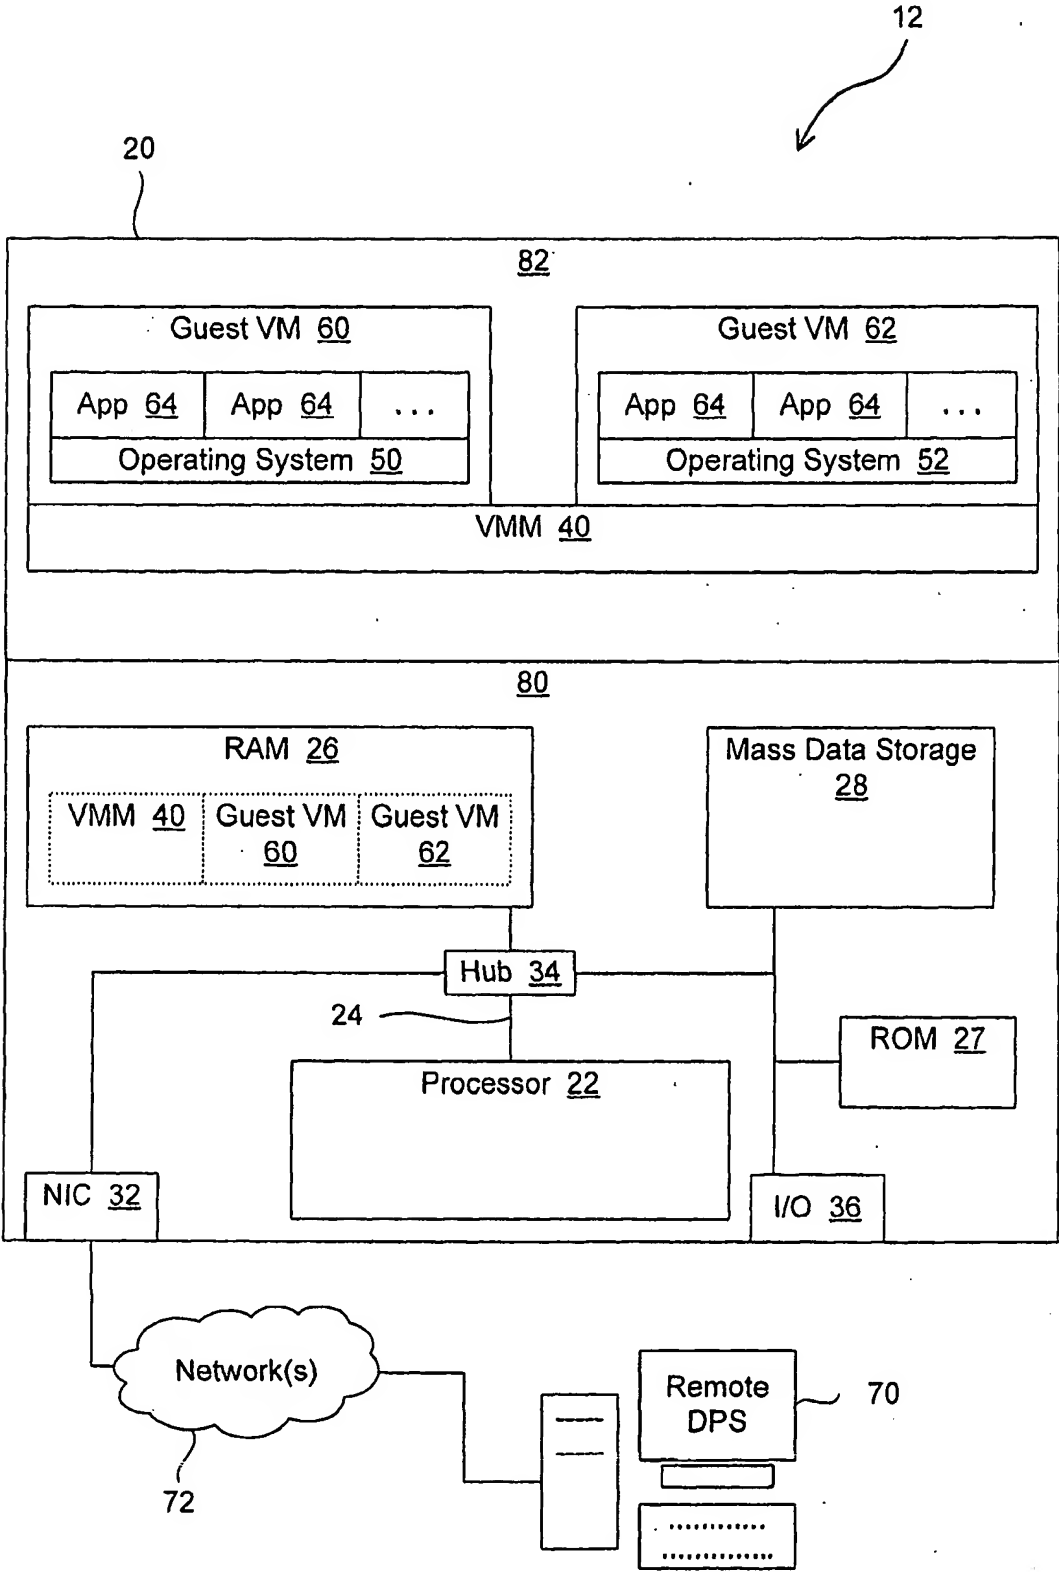 12
20
82
Guest VM 60
Guest VM 62
App 64
App 64
...
App 64
App 64
...
Operating System 50
Operating System 52
VMM 40
80
RAM 26
Mass Data Storage
28
VMM 40
Guest VM
60
Guest VM
62
Hub 34
24
ROM 27
Processor 22
NIC 32
I/O 36
Network(s)
Remote
DPS
70
72